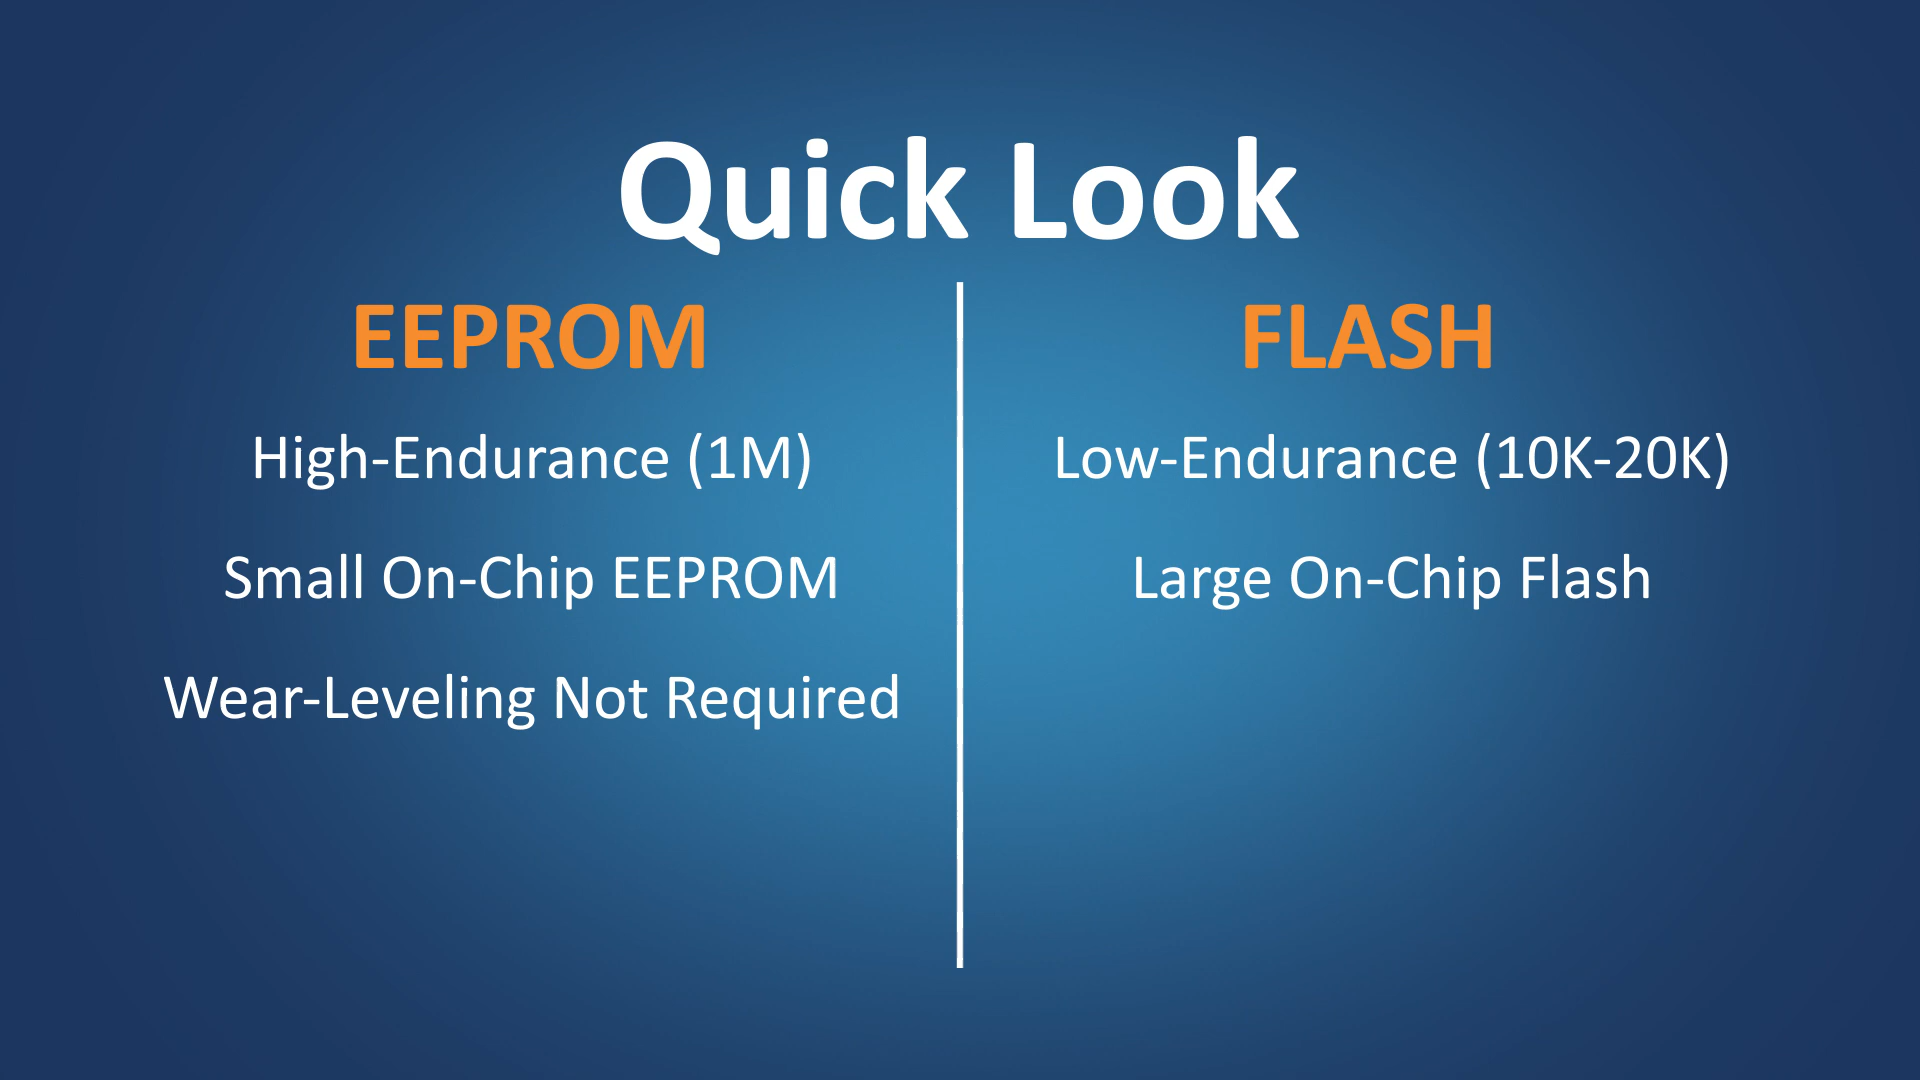 Quick Look
EEPROM
High-Endurance (1M)
Small On-Chip EEPROM
Wear-Leveling Not Required
FLASH
Low-Endurance (10K-20K)
Large On-Chip Flash